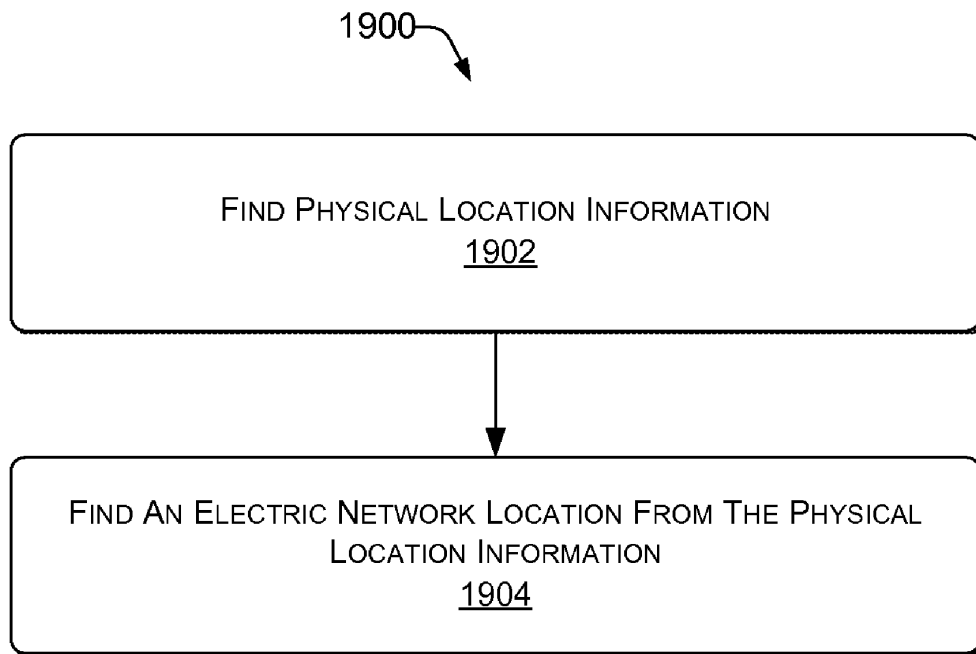 1900
FIND PHYSICAL LOCATION INFORMATION
1902
FIND AN ELECTRIC NETWORK LOCATION FROM THE PHYSICAL
LOCATION INFORMATION
1904